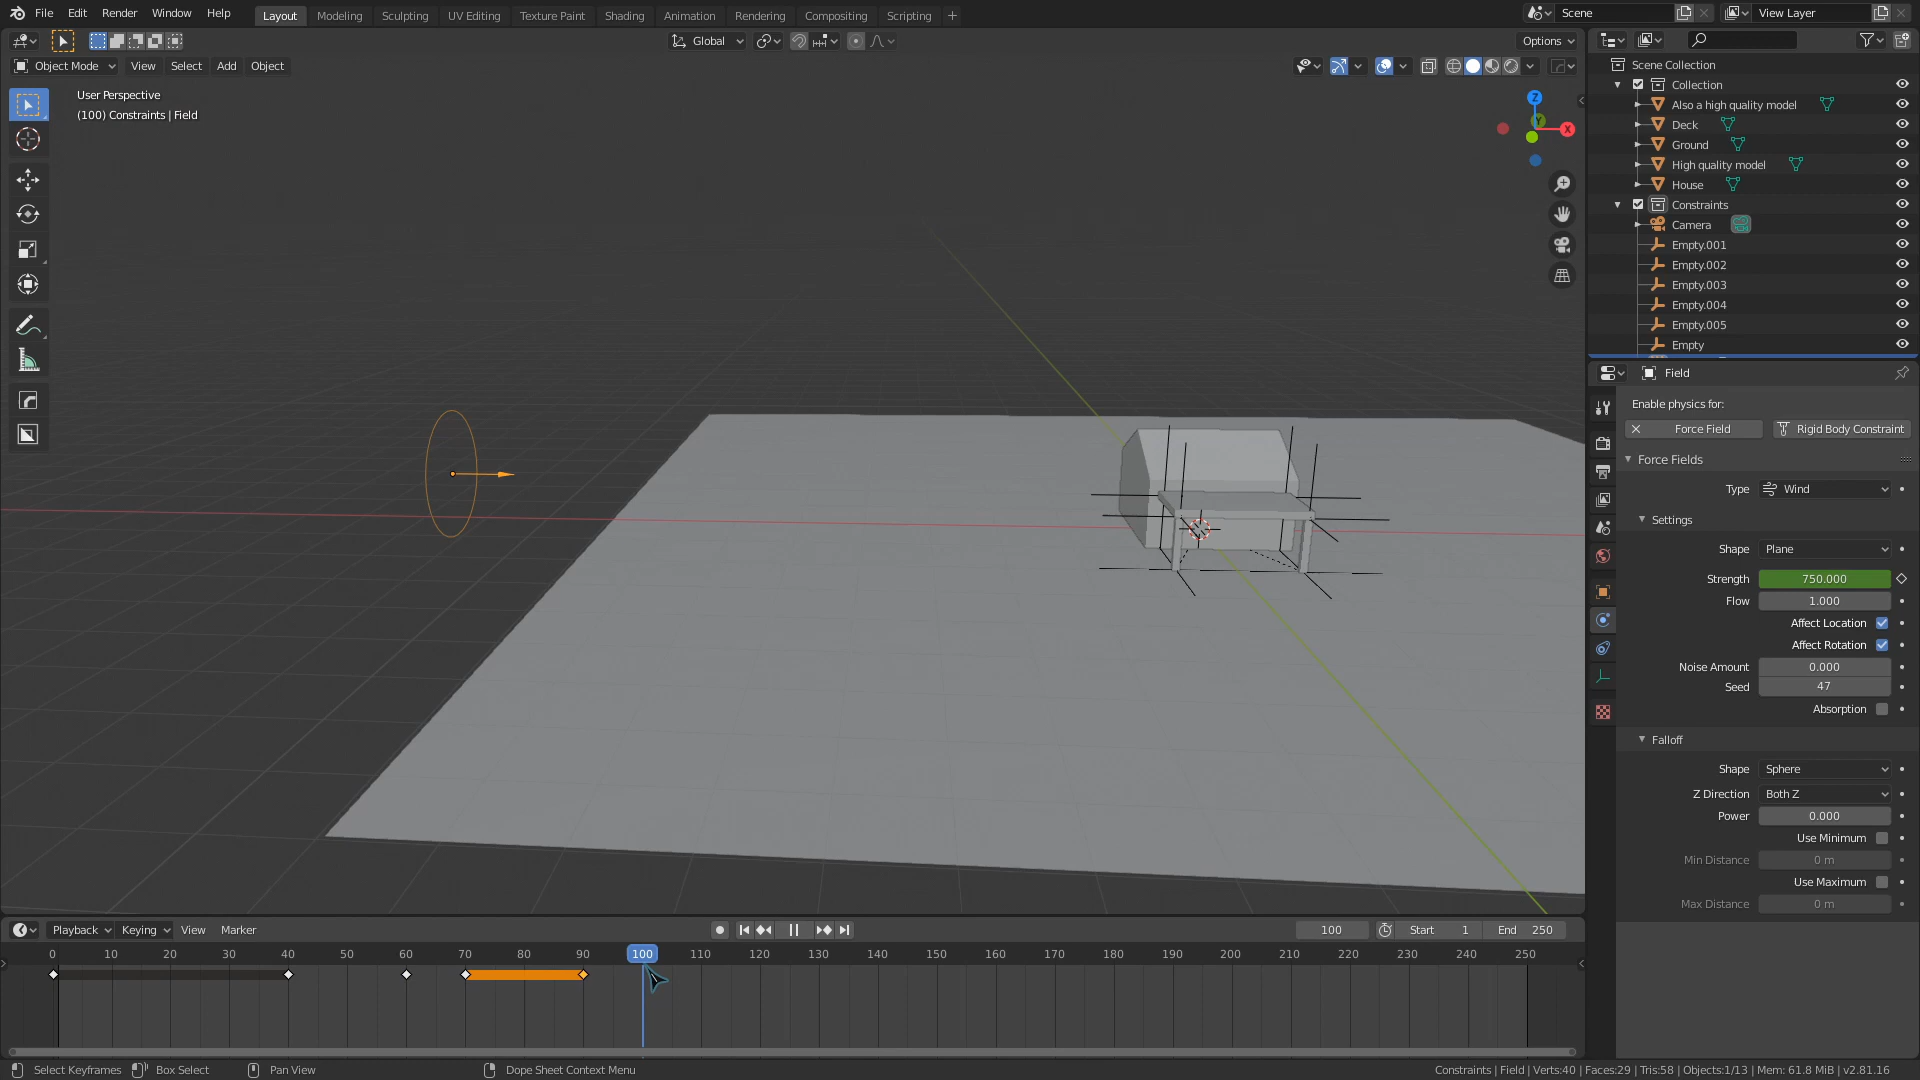 File Edit Render Window Help Layout Modeling Sculpting UV Editing Texture Paint Shading Animation Rendering Compositing Scripting + Scene View Layer
Global Options
Object Mode View Select Add Object
User Perspective
(100) Constraints | Field
Z
Y
X
Scene Collection
Collection
Also a high quality model
Deck
Ground
High quality model
House
Constraints
Camera
Empty.001
Empty.002
Empty.003
Empty.004
Empty.005
Empty
Field
Enable physics for:
Force Field Rigid Body Constraint
Force Fields
Type Wind
Settings
Shape Plane
Strength 750.000
Flow 1.000
Affect Location
Affect Rotation
Noise Amount 0.000
Seed 47
Absorption
Falloff
Shape Sphere
Z Direction Both Z
Power 0.000
Use Minimum
Min Distance 0 m
Use Maximum
Max Distance 0 m
Playback Keying View Marker 100 Start 1 End 250
0 10 20 30 40 50 60 70 80 90 100 110 120 130 140 150 160 170 180 190 200 210 220 230 240 250
Select Keyframes Box Select Pan View Dope Sheet Context Menu Constraints | Field | Verts:40 | Faces:29 | Tris:58 | Objects:1/13 | Mem: 61.8 MiB | v2.81.16